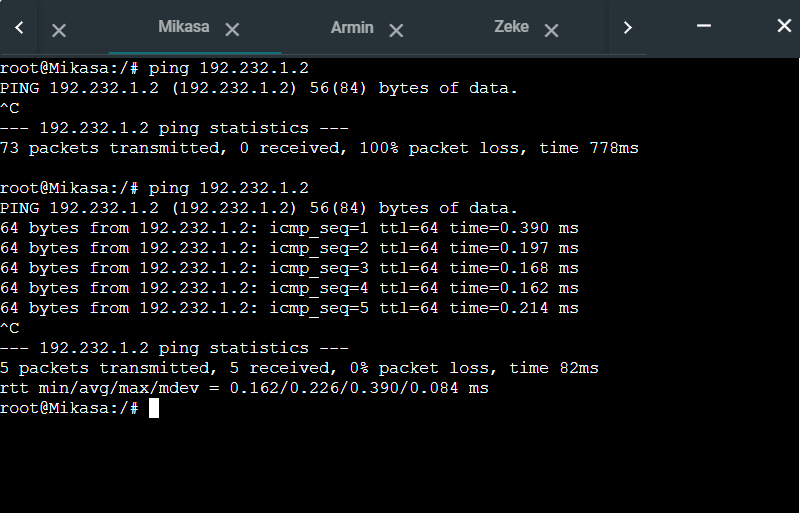 Mikasa Armin Zeke
root@Mikasa:/# ping 192.232.1.2
PING 192.232.1.2 (192.232.1.2) 56(84) bytes of data.
^C
--- 192.232.1.2 ping statistics ---
73 packets transmitted, 0 received, 100% packet loss, time 778ms
root@Mikasa:/# ping 192.232.1.2
PING 192.232.1.2 (192.232.1.2) 56(84) bytes of data.
64 bytes from 192.232.1.2: icmp_seq=1 ttl=64 time=0.390 ms
64 bytes from 192.232.1.2: icmp_seq=2 ttl=64 time=0.197 ms
64 bytes from 192.232.1.2: icmp_seq=3 ttl=64 time=0.168 ms
64 bytes from 192.232.1.2: icmp_seq=4 ttl=64 time=0.162 ms
64 bytes from 192.232.1.2: icmp_seq=5 ttl=64 time=0.214 ms
^C
--- 192.232.1.2 ping statistics ---
5 packets transmitted, 5 received, 0% packet loss, time 82ms
rtt min/avg/max/mdev = 0.162/0.226/0.390/0.084 ms
root@Mikasa:/#